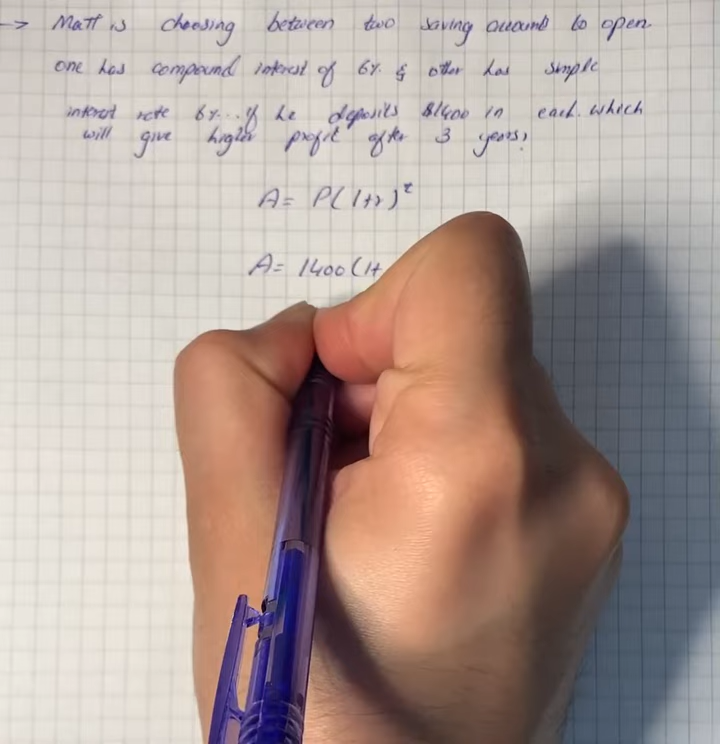 → Matt is choosing between two saving account to open
one has compound interest of 6% & other has simple
interest rate 6%... If he deposits $1400 in each. which
will give higher profit after 3 years?
A = P(1+r)^t
A = 1400(1+